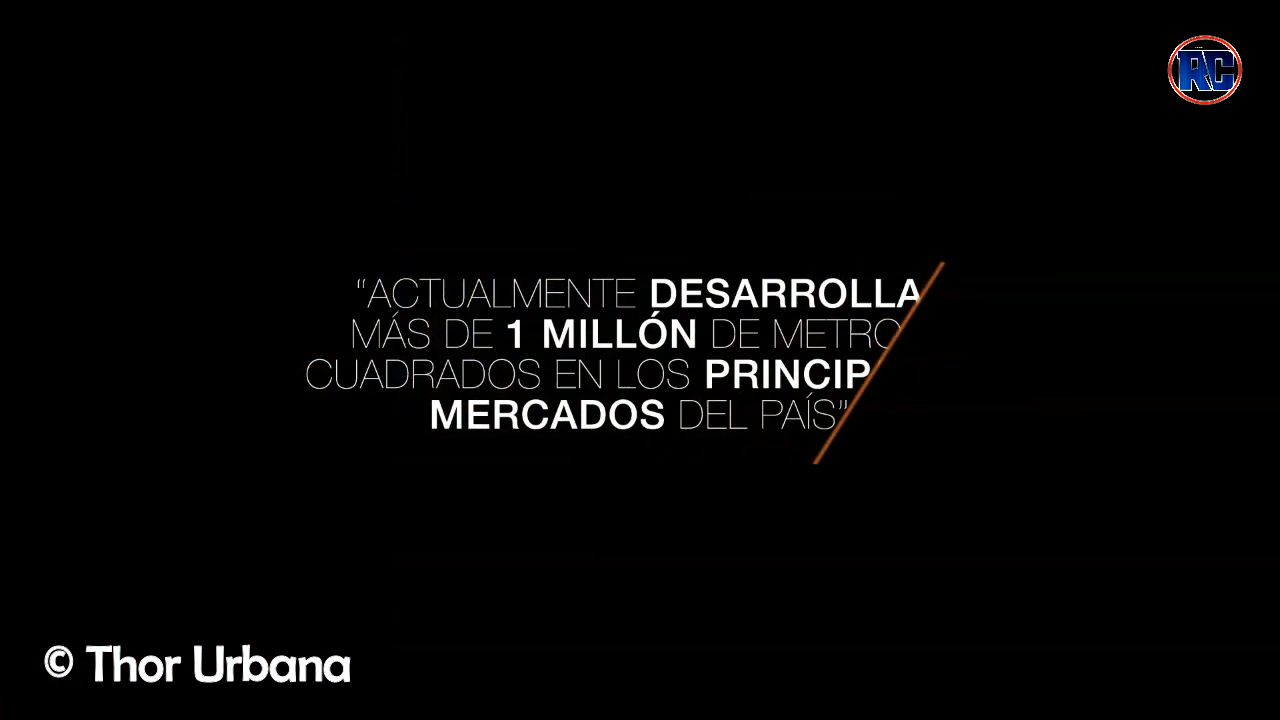 RC
“ACTUALMENTE DESARROLLA
MÁS DE 1 MILLÓN DE METRO
CUADRADOS EN LOS PRINCIP
MERCADOS DEL PAÍS”
© Thor Urbana